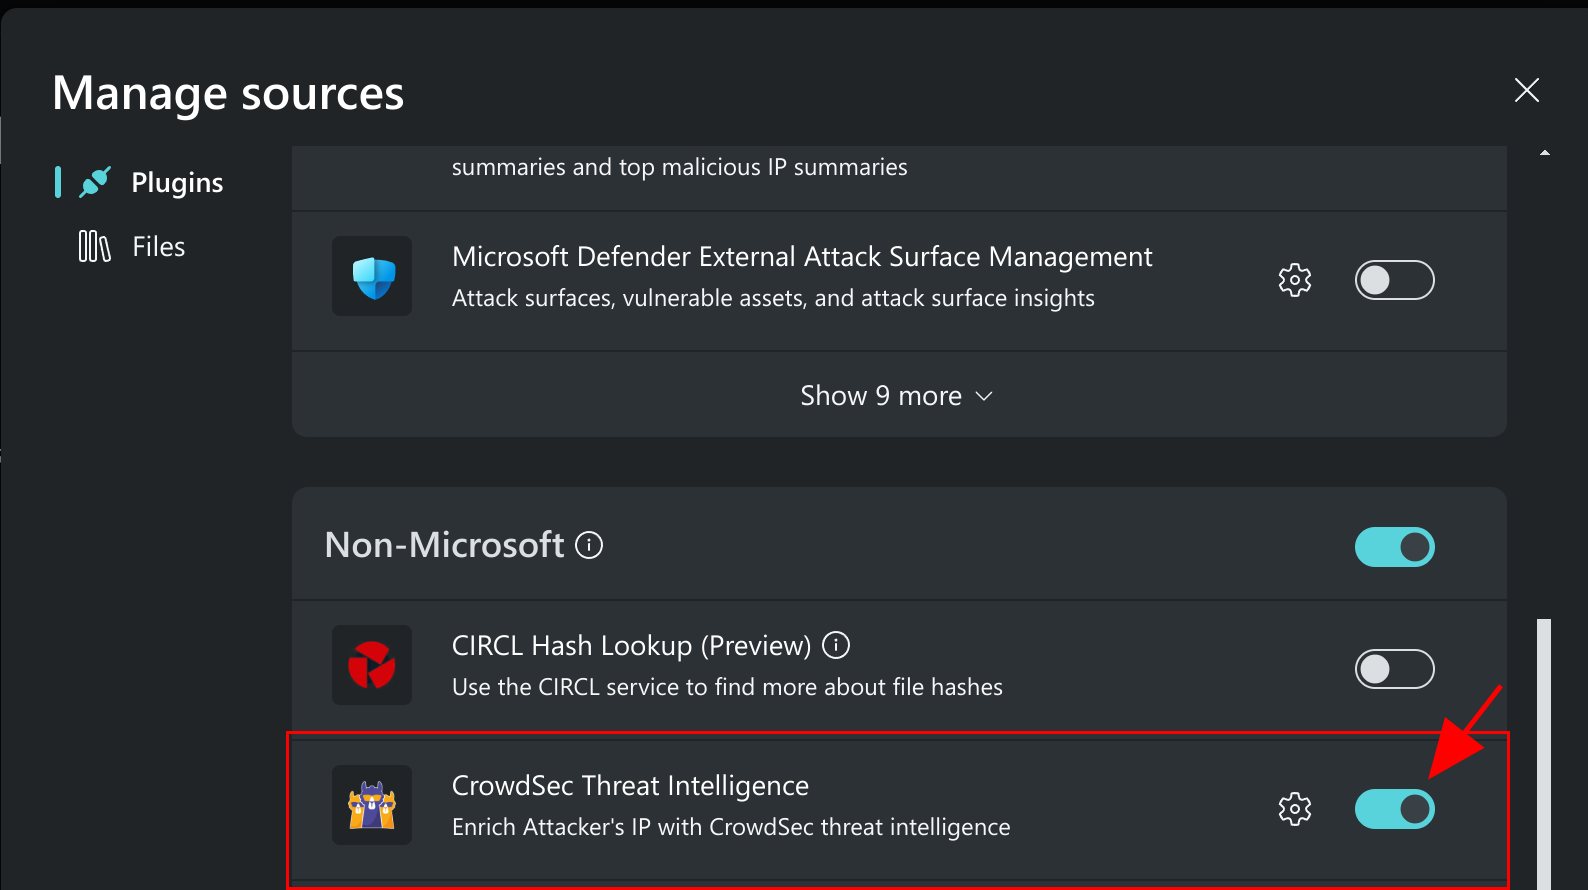 Manage sources
Plugins
Files
summaries and top malicious IP summaries
Microsoft Defender External Attack Surface Management
Attack surfaces, vulnerable assets, and attack surface insights
Show 9 more
Non-Microsoft
CIRCL Hash Lookup (Preview)
Use the CIRCL service to find more about file hashes
CrowdSec Threat Intelligence
Enrich Attacker's IP with CrowdSec threat intelligence